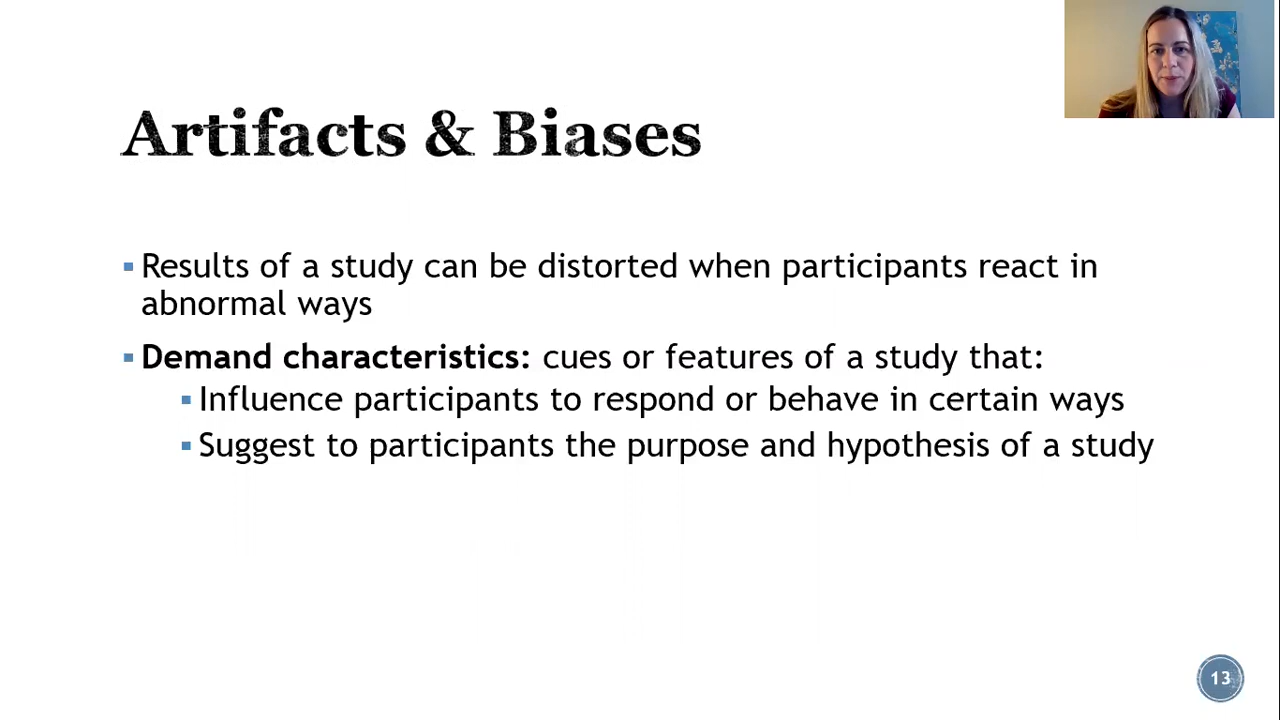 Artifacts & Biases
Results of a study can be distorted when participants react in
abnormal ways
Demand characteristics: cues or features of a study that:
Influence participants to respond or behave in certain ways
Suggest to participants the purpose and hypothesis of a study
13